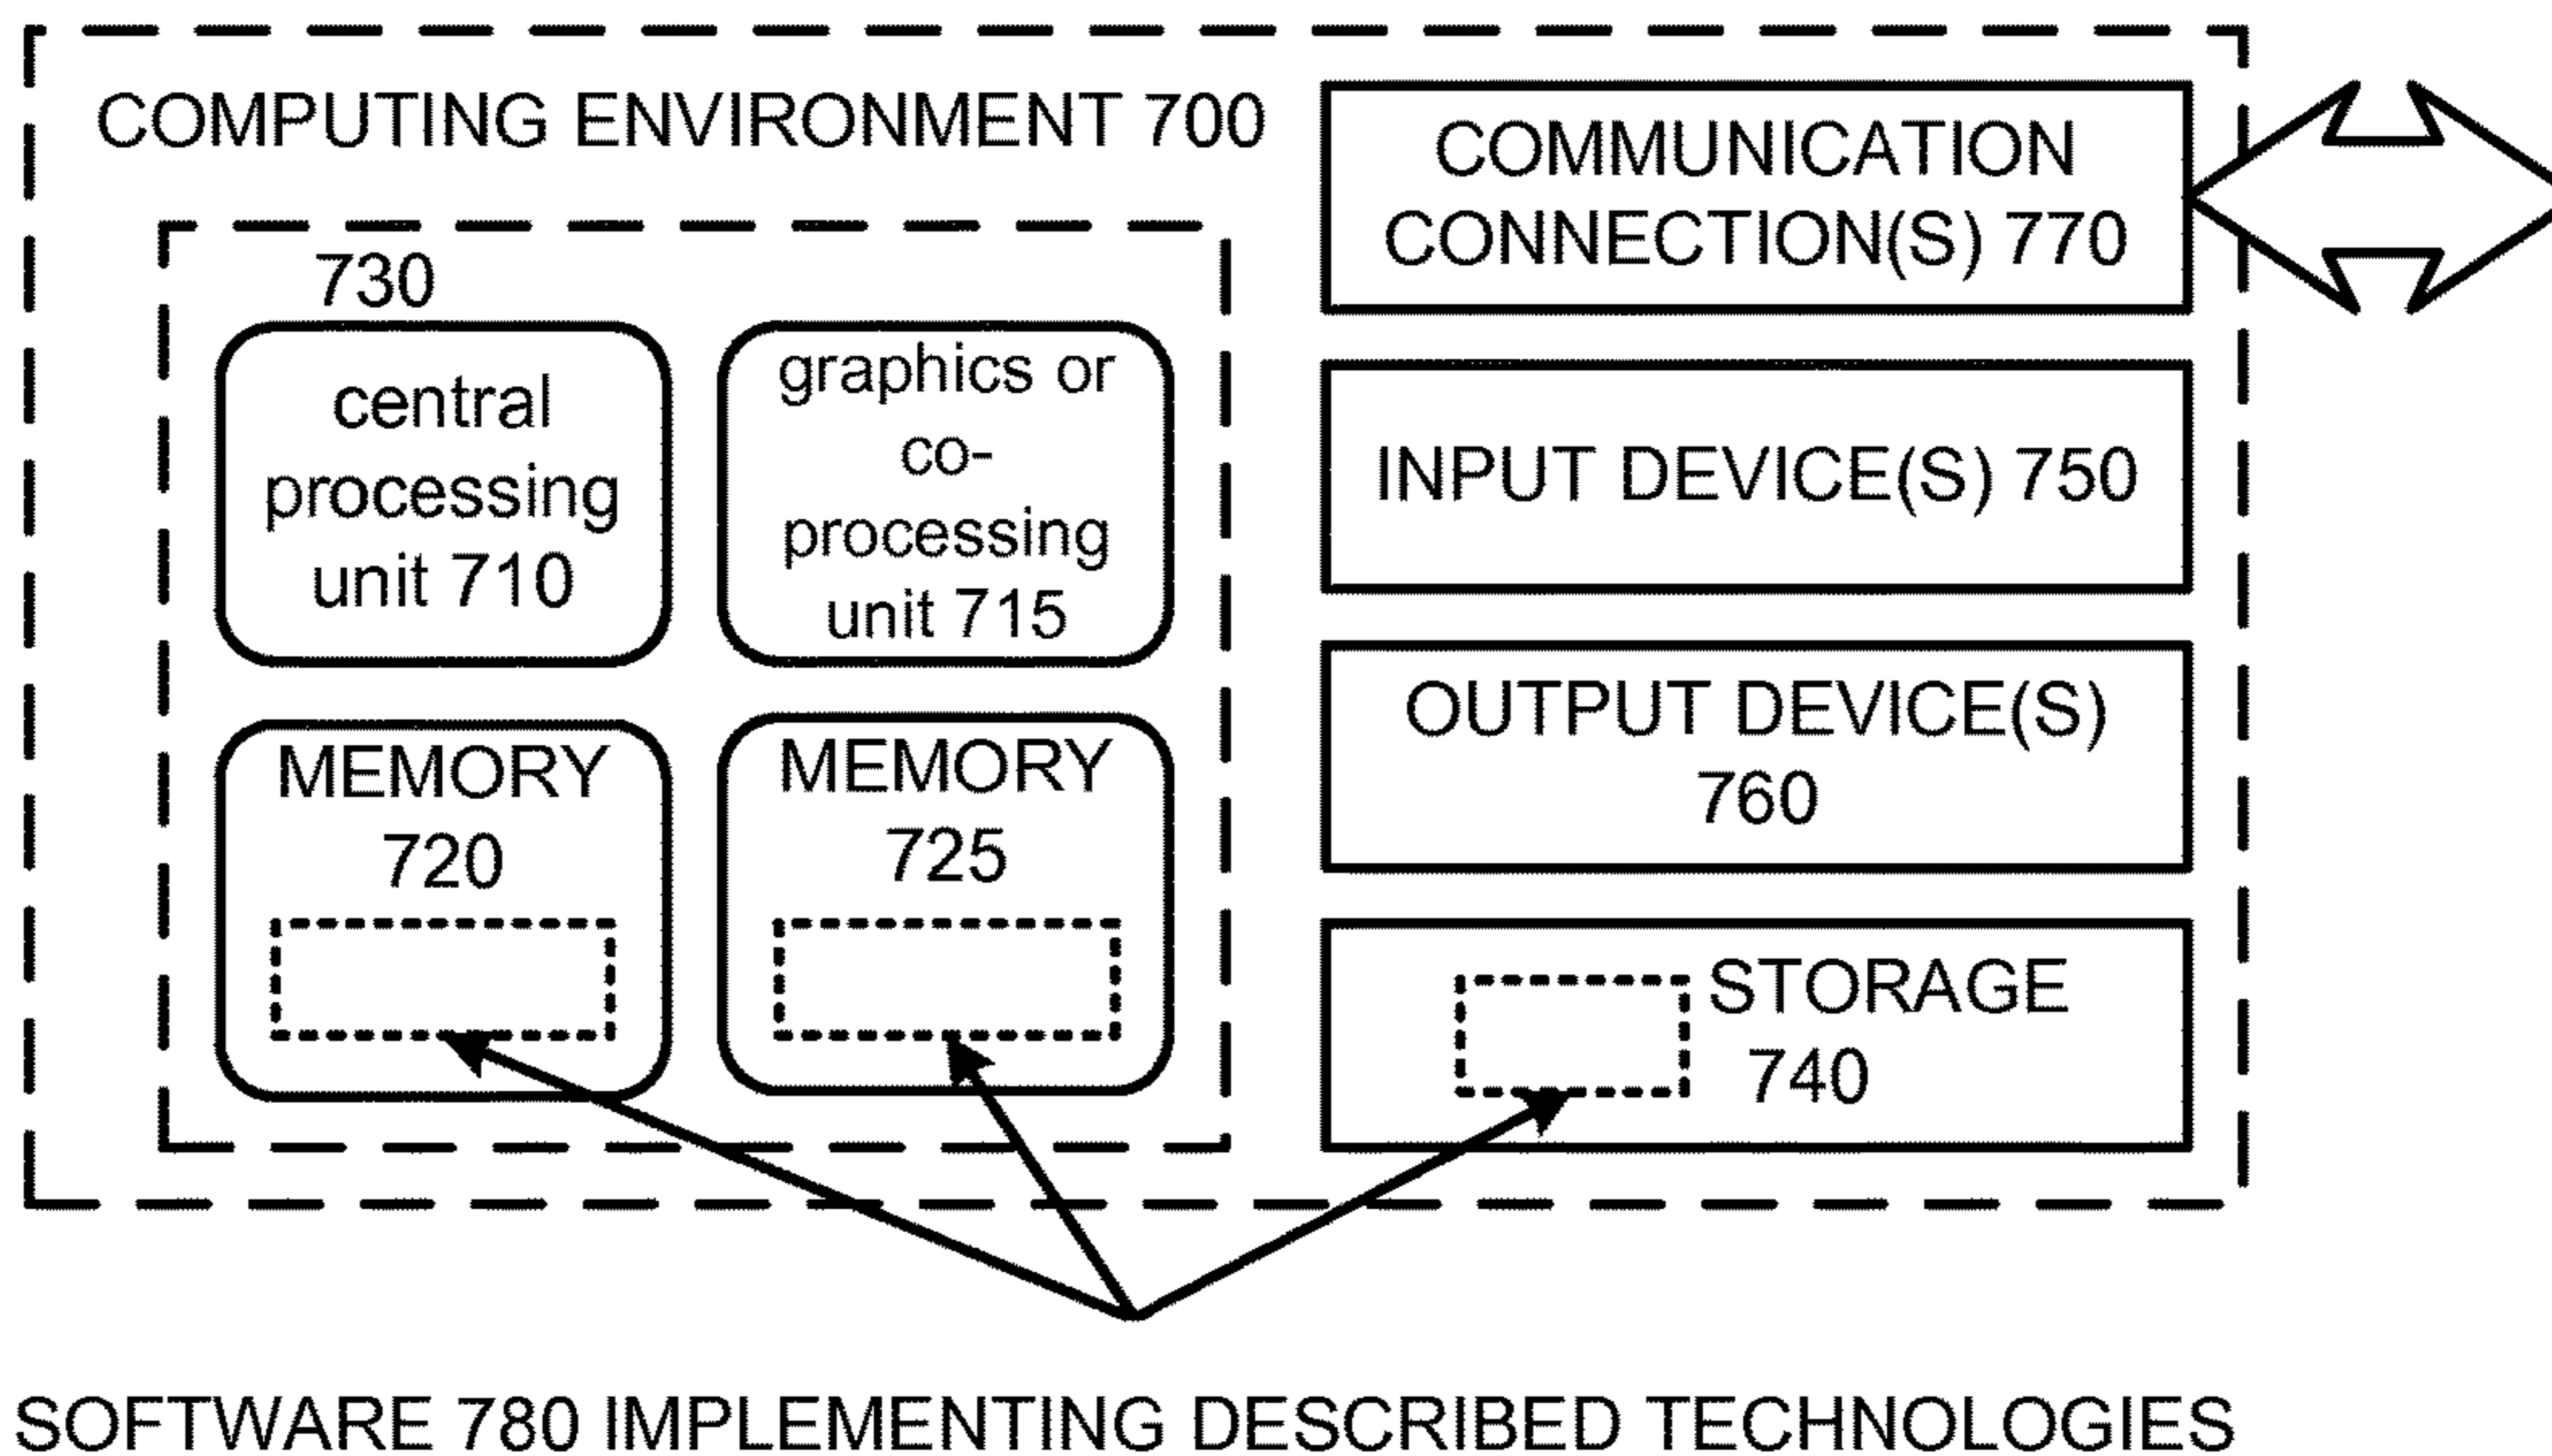 COMPUTING ENVIRONMENT 700
730
central
processing
unit 710
graphics or
co-
processing
unit 715
MEMORY
720
MEMORY
725
COMMUNICATION
CONNECTION(S) 770
INPUT DEVICE(S) 750
OUTPUT DEVICE(S)
760
STORAGE
740
SOFTWARE 780 IMPLEMENTING DESCRIBED TECHNOLOGIES